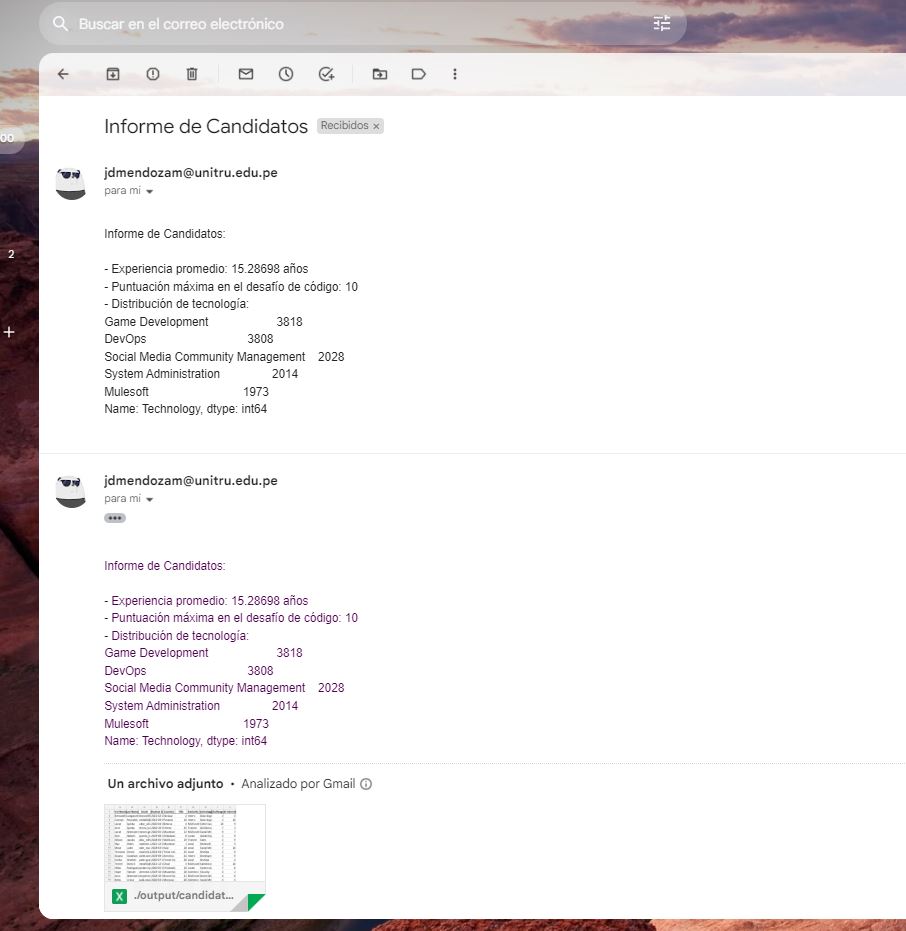 Buscar en el correo electrónico
Informe de Candidatos Recibidos ×
00
jdmendozam@unitru.edu.pe
para mí
Informe de Candidatos:
2
- Experiencia promedio: 15.28698 años
- Puntuación máxima en el desafío de código: 10
- Distribución de tecnología:
Game Development 3818
DevOps 3808
Social Media Community Management 2028
System Administration 2014
Mulesoft 1973
Name: Technology, dtype: int64
jdmendozam@unitru.edu.pe
para mí
Informe de Candidatos:
- Experiencia promedio: 15.28698 años
- Puntuación máxima en el desafío de código: 10
- Distribución de tecnología:
Game Development 3818
DevOps 3808
Social Media Community Management 2028
System Administration 2014
Mulesoft 1973
Name: Technology, dtype: int64
Un archivo adjunto • Analizado por Gmail
X ./output/candidat...